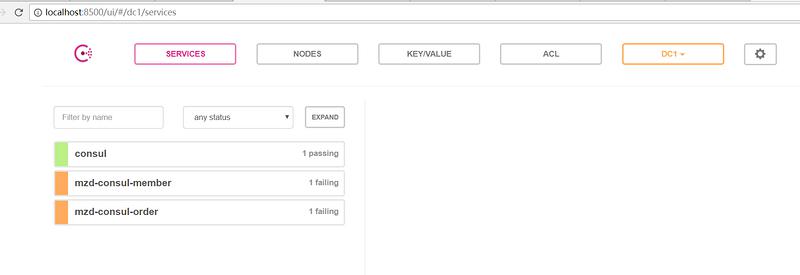 localhost:8500/ui/#/dc1/services
SERVICES
NODES
KEY/VALUE
ACL
DC1
Filter by name
any status
EXPAND
consul 1 passing
mzd-consul-member 1 failing
mzd-consul-order 1 failing